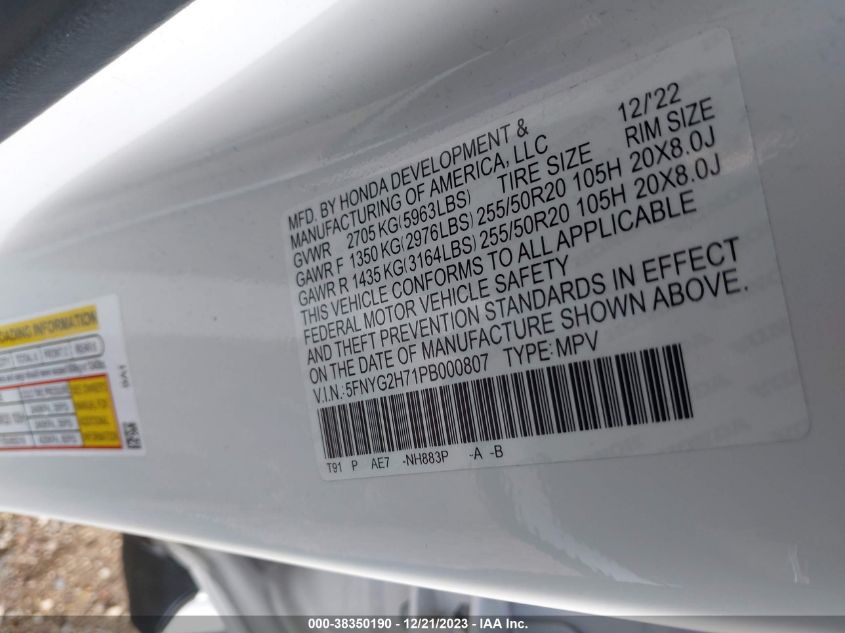 MFD. BY HONDA DEVELOPMENT &
MANUFACTURING OF AMERICA, LLC 12/'22
GVWR 2705 KG(5963LBS) TIRE SIZE RIM SIZE
GAWR F 1350 KG(2976LBS) 255/50R20 105H 20X8.0J
GAWR R 1435 KG(3164LBS) 255/50R20 105H 20X8.0J
THIS VEHICLE CONFORMS TO ALL APPLICABLE
FEDERAL MOTOR VEHICLE SAFETY
AND THEFT PREVENTION STANDARDS IN EFFECT
ON THE DATE OF MANUFACTURE SHOWN ABOVE.
V.I.N.:5FNYG2H71PB000807 TYPE: MPV
T91 P AE7 -NH883P -A -B
OADING INFORMATION
000-38350190 - 12/21/2023 - IAA Inc.